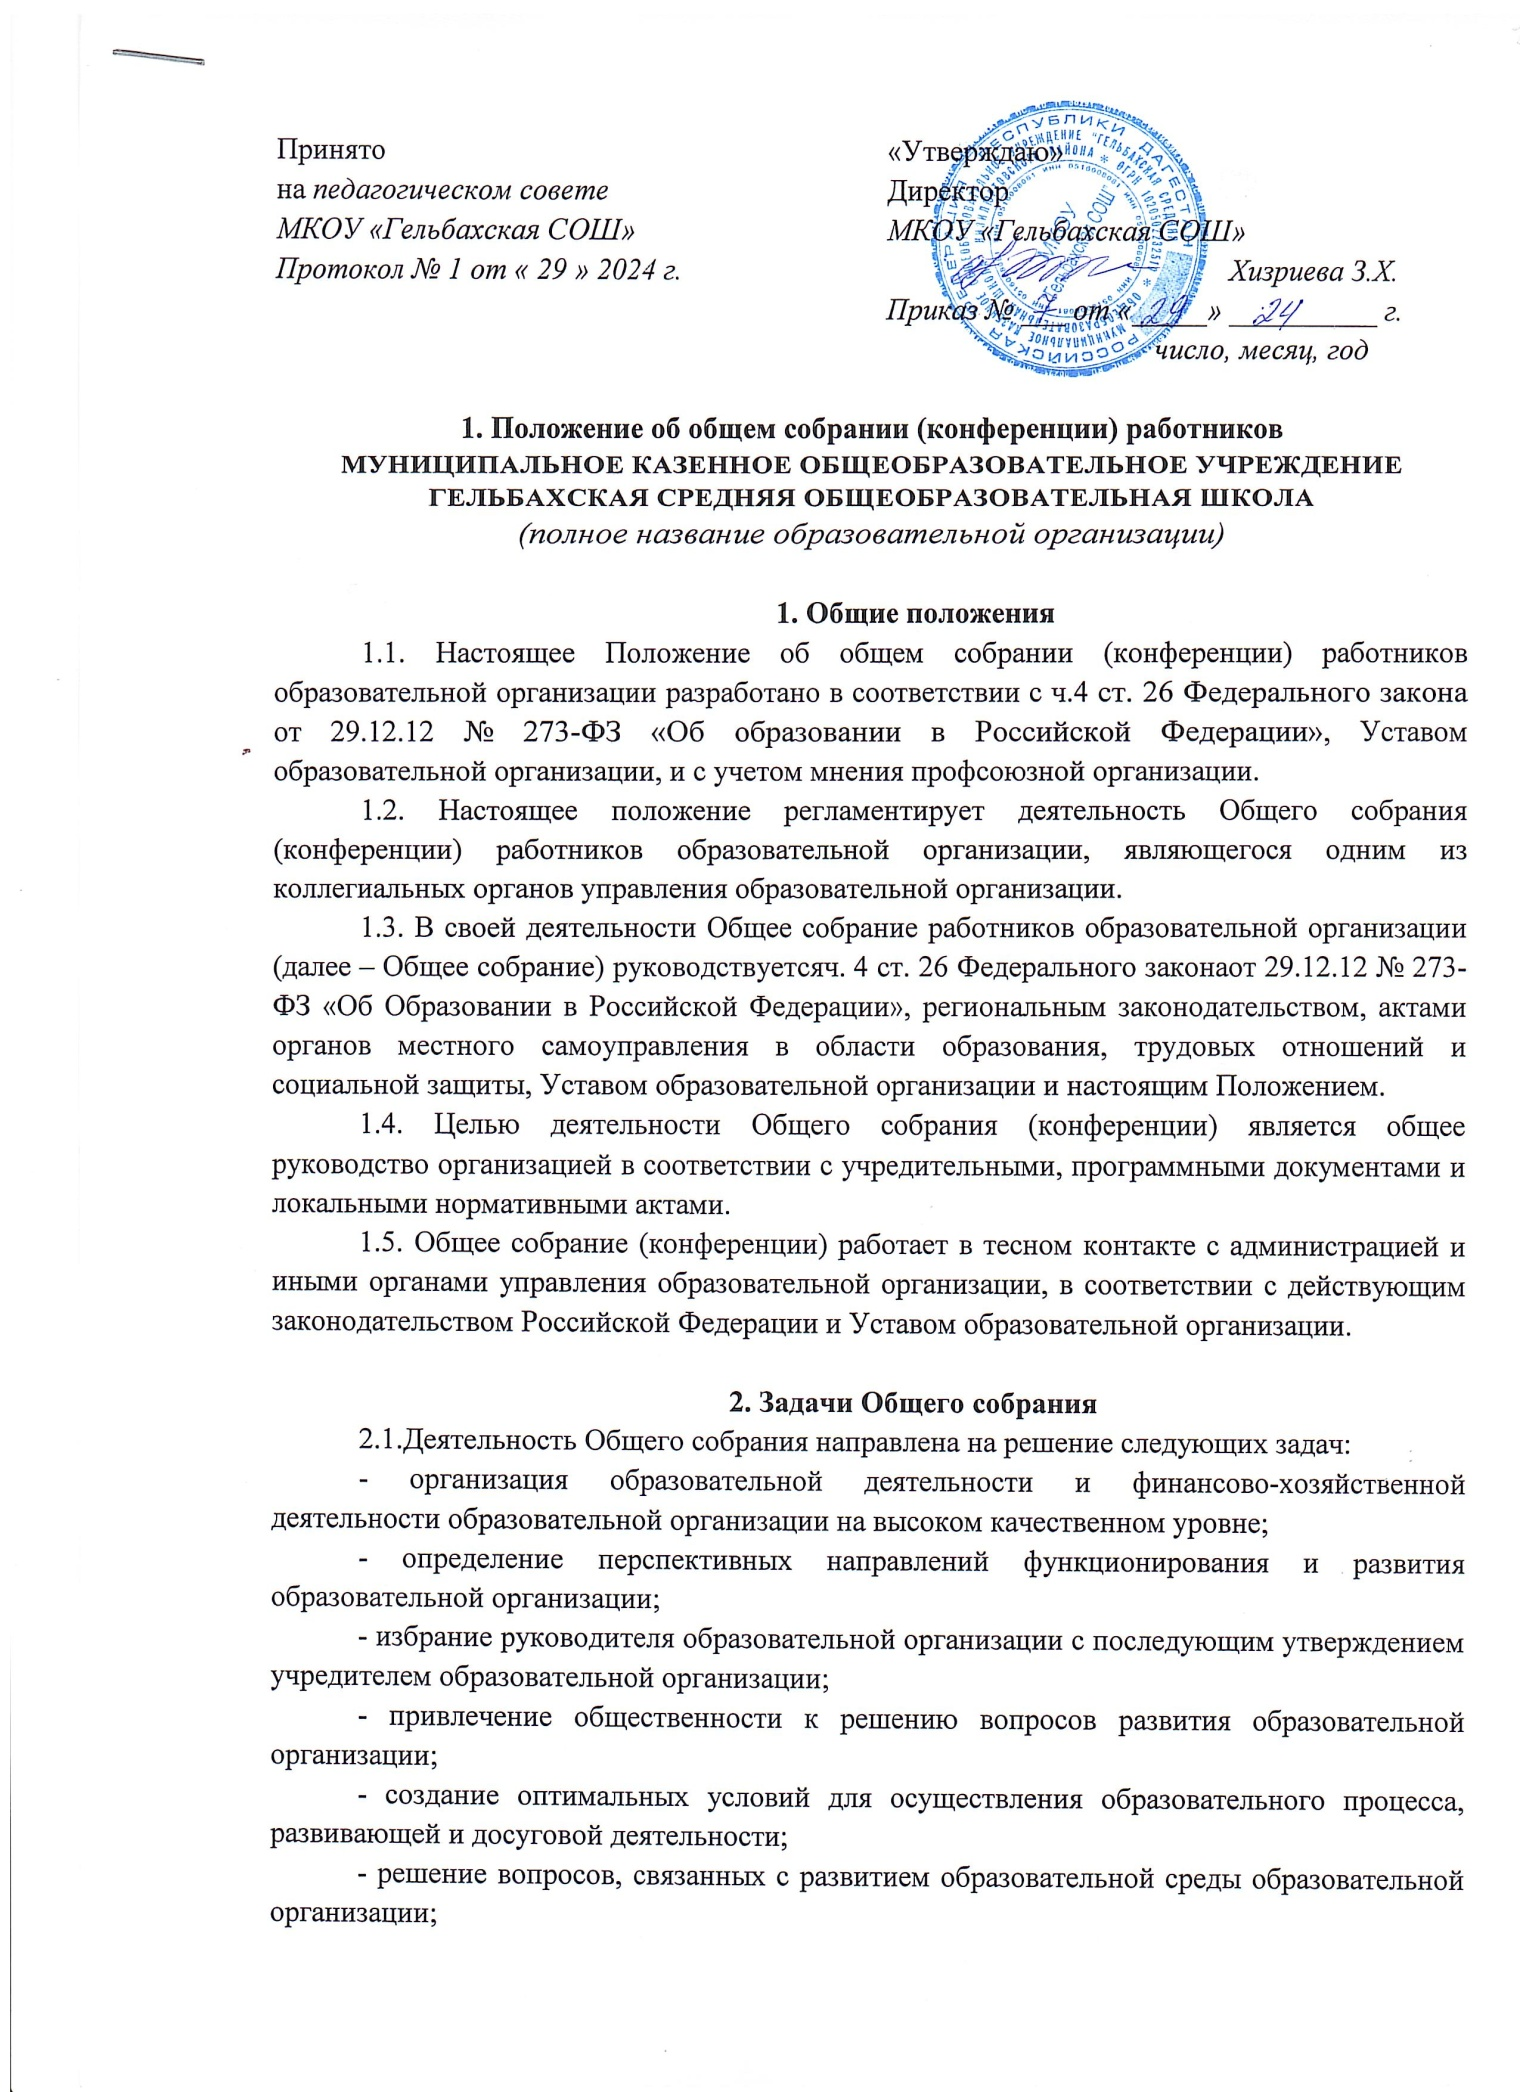 Принято
на педагогическом совете
МКОУ «Гельбахская СОШ»
Протокол № 1 от « 29 » 2024 г.
«Утверждаю»
Директор
МКОУ «Гельбахская СОШ»
Хизриева З.Х.
Приказ № 7 от « 29 » 24 г.
число, месяц, год
МКОУ
"Гельбахская СОШ"
1. Положение об общем собрании (конференции) работников
МУНИЦИПАЛЬНОЕ КАЗЕННОЕ ОБЩЕОБРАЗОВАТЕЛЬНОЕ УЧРЕЖДЕНИЕ
ГЕЛЬБАХСКАЯ СРЕДНЯЯ ОБЩЕОБРАЗОВАТЕЛЬНАЯ ШКОЛА
(полное название образовательной организации)
1. Общие положения
1.1. Настоящее Положение об общем собрании (конференции) работников
образовательной организации разработано в соответствии с ч.4 ст. 26 Федерального закона
от 29.12.12 № 273-ФЗ «Об образовании в Российской Федерации», Уставом
образовательной организации, и с учетом мнения профсоюзной организации.
1.2. Настоящее положение регламентирует деятельность Общего собрания
(конференции) работников образовательной организации, являющегося одним из
коллегиальных органов управления образовательной организации.
1.3. В своей деятельности Общее собрание работников образовательной организации
(далее – Общее собрание) руководствуетсяч. 4 ст. 26 Федерального законаот 29.12.12 № 273-
ФЗ «Об Образовании в Российской Федерации», региональным законодательством, актами
органов местного самоуправления в области образования, трудовых отношений и
социальной защиты, Уставом образовательной организации и настоящим Положением.
1.4. Целью деятельности Общего собрания (конференции) является общее
руководство организацией в соответствии с учредительными, программными документами и
локальными нормативными актами.
1.5. Общее собрание (конференции) работает в тесном контакте с администрацией и
иными органами управления образовательной организации, в соответствии с действующим
законодательством Российской Федерации и Уставом образовательной организации.
2. Задачи Общего собрания
2.1.Деятельность Общего собрания направлена на решение следующих задач:
- организация образовательной деятельности и финансово-хозяйственной
деятельности образовательной организации на высоком качественном уровне;
- определение перспективных направлений функционирования и развития
образовательной организации;
- избрание руководителя образовательной организации с последующим утверждением
учредителем образовательной организации;
- привлечение общественности к решению вопросов развития образовательной
организации;
- создание оптимальных условий для осуществления образовательного процесса,
развивающей и досуговой деятельности;
- решение вопросов, связанных с развитием образовательной среды образовательной
организации;